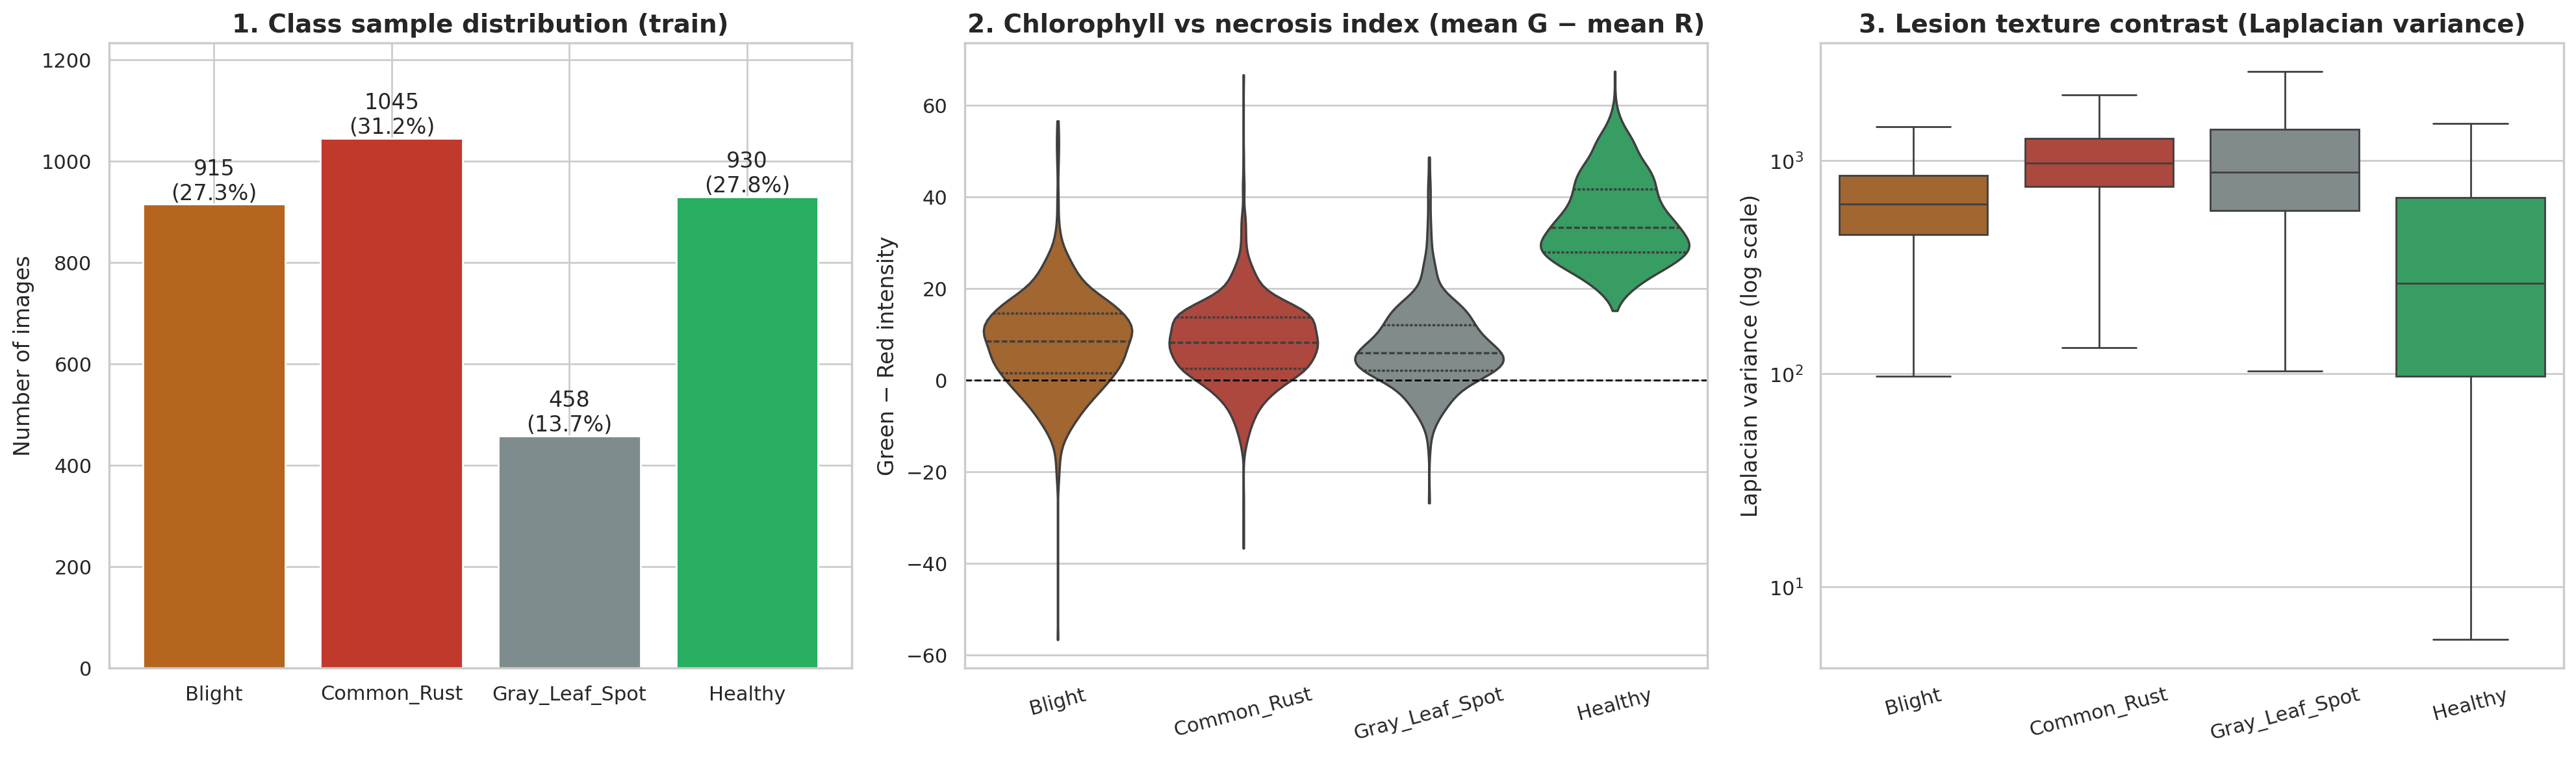 1. Class sample distribution (train)
Number of images
1200
1000
800
600
400
200
0
915
(27.3%)
1045
(31.2%)
458
(13.7%)
930
(27.8%)
Blight
Common_Rust
Gray_Leaf_Spot
Healthy
2. Chlorophyll vs necrosis index (mean G − mean R)
Green − Red intensity
60
40
20
0
−20
−40
−60
Blight
Common_Rust
Gray_Leaf_Spot
Healthy
3. Lesion texture contrast (Laplacian variance)
Laplacian variance (log scale)
10³
10²
10¹
Blight
Common_Rust
Gray_Leaf_Spot
Healthy